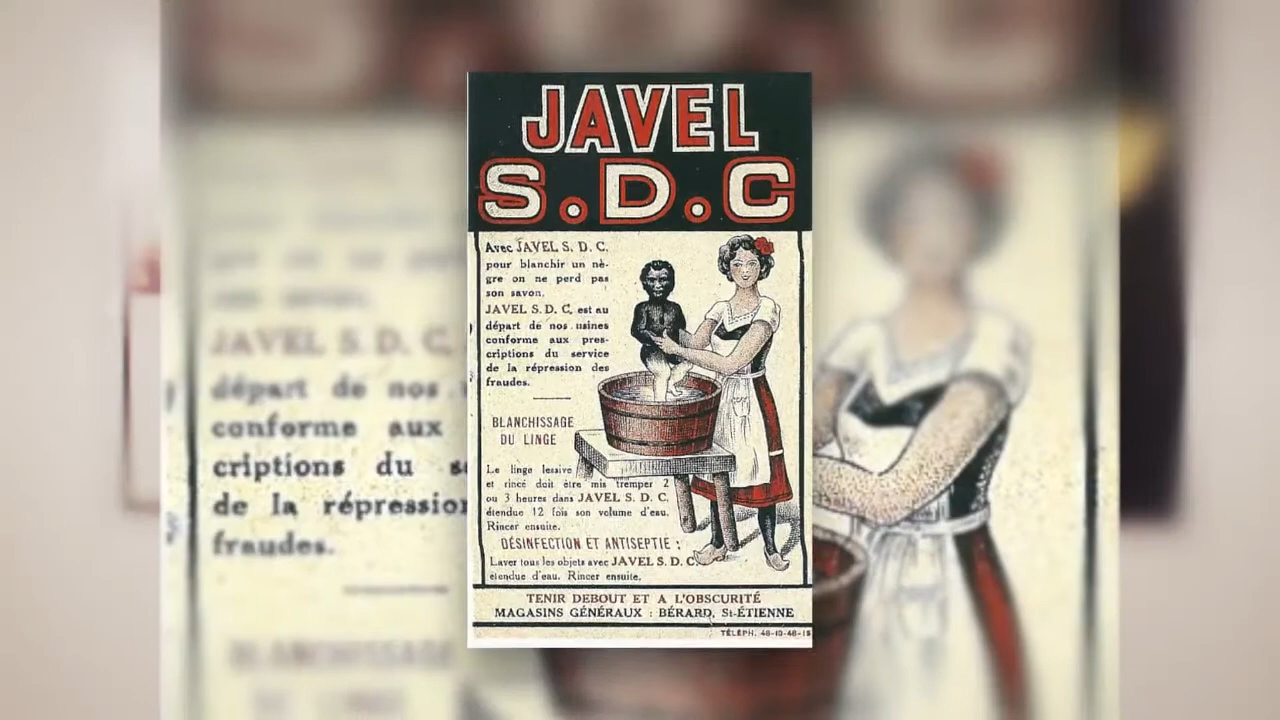 JAVEL
S.D.C
Avec JAVEL S. D. C.
pour blanchir un nè-
gre on ne perd pas
son savon.
JAVEL S.D.C. est au
départ de nos usines
conforme aux pres-
criptions du service
de la répression des
fraudes.
BLANCHISSAGE
DU LINGE
Le linge lessivé
et rincé doit être mis tremper 2
ou 3 heures dans JAVEL S. D. C.
étendue 12 fois son volume d'eau.
Rincer ensuite.
DÉSINFECTION ET ANTISEPTIE :
Laver tous les objets avec JAVEL S. D. C.
étendue d'eau. Rincer ensuite.
TENIR DEBOUT ET A L'OBSCURITÉ
MAGASINS GÉNÉRAUX : BÉRARD, St-ÉTIENNE
TÉLÉPH.